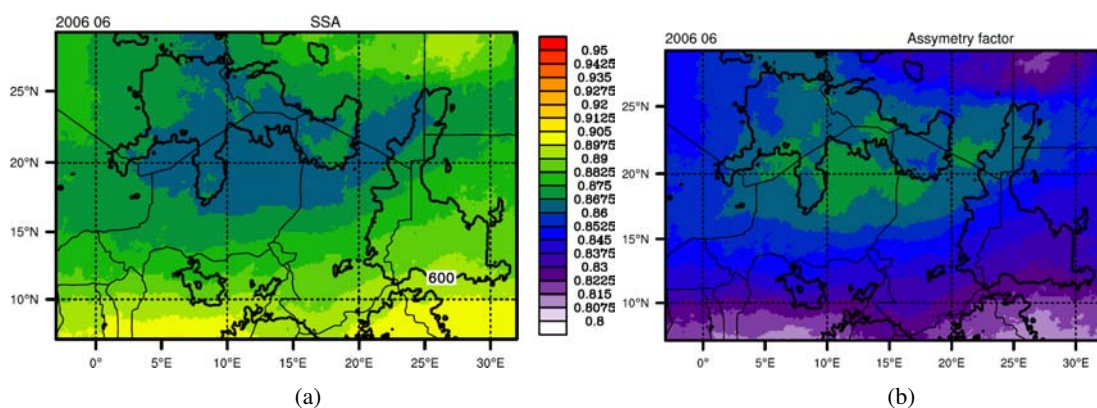 2006 06 SSA
25°N
20°N
15°N
10°N
600
0° 5°E 10°E 15°E 20°E 25°E 30°E
(a)
0.95
0.9425
0.935
0.9275
0.92
0.9125
0.905
0.8975
0.89
0.8825
0.875
0.8675
0.86
0.8525
0.845
0.8375
0.83
0.8225
0.815
0.8075
0.8
2006 06 Assymetry factor
25°N
20°N
15°N
10°N
0° 5°E 10°E 15°E 20°E 25°E 30°E
(b)